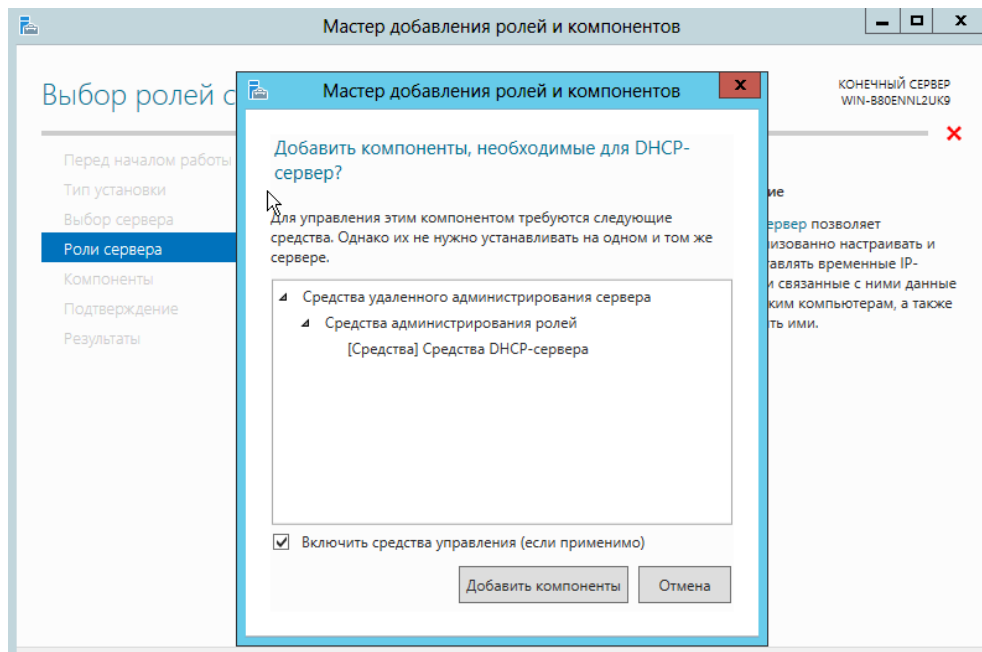 Мастер добавления ролей и компонентов
Выбор ролей с
КОНЕЧНЫЙ СЕРВЕР
WIN-B80ENNL2UK9
Перед началом работы
Тип установки
Выбор сервера
Роли сервера
Компоненты
Подтверждение
Результаты
Мастер добавления ролей и компонентов
Добавить компоненты, необходимые для DHCP-
сервер?
Для управления этим компонентом требуются следующие
средства. Однако их не нужно устанавливать на одном и том же
сервере.
Средства удаленного администрирования сервера
Средства администрирования ролей
[Средства] Средства DHCP-сервера
Включить средства управления (если применимо)
Добавить компоненты
Отмена
ие
ервер позволяет
изованно настраивать и
тавлять временные IP-
и связанные с ними данные
ким компьютерам, а также
ть ими.